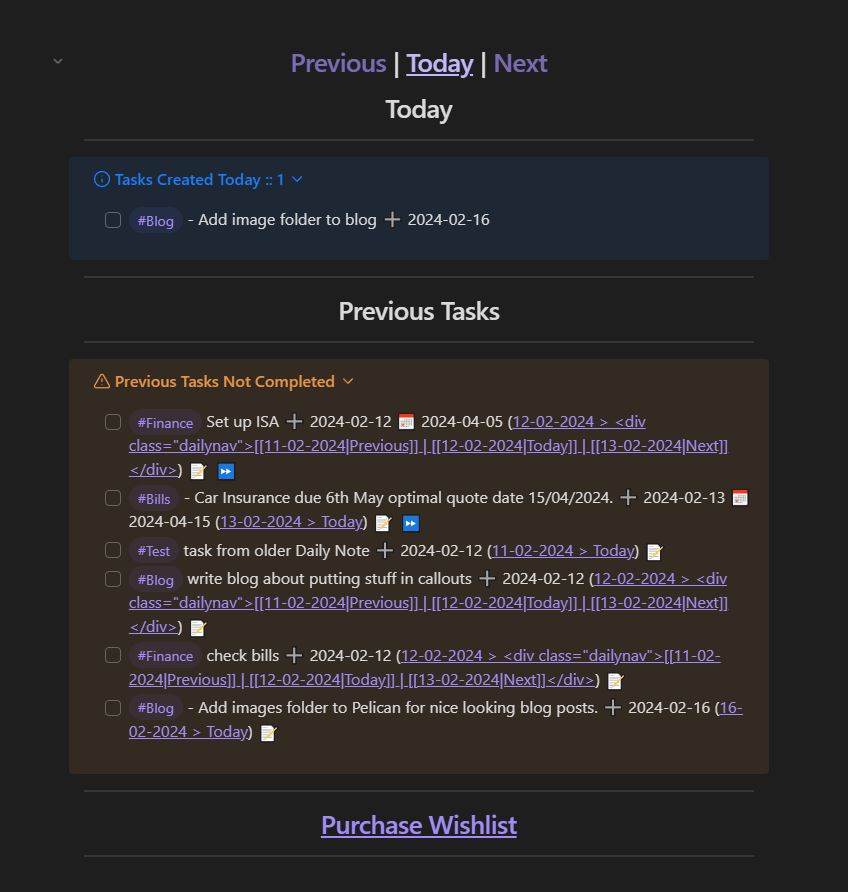 Previous | Today | Next
Today
Tasks Created Today :: 1
#Blog - Add image folder to blog ➕ 2024-02-16
Previous Tasks
Previous Tasks Not Completed
#Finance Set up ISA ➕ 2024-02-12 📅 2024-04-05 (12-02-2024 > <div
class="dailynav">[[11-02-2024|Previous]] | [[12-02-2024|Today]] | [[13-02-2024|Next]]
</div>) 📝 ⏩
#Bills - Car Insurance due 6th May optimal quote date 15/04/2024. ➕ 2024-02-13 📅
2024-04-15 (13-02-2024 > Today) 📝 ⏩
#Test task from older Daily Note ➕ 2024-02-12 (11-02-2024 > Today) 📝
#Blog write blog about putting stuff in callouts ➕ 2024-02-12 (12-02-2024 > <div
class="dailynav">[[11-02-2024|Previous]] | [[12-02-2024|Today]] | [[13-02-2024|Next]]
</div>) 📝
#Finance check bills ➕ 2024-02-12 (12-02-2024 > <div class="dailynav">[[11-02-
2024|Previous]] | [[12-02-2024|Today]] | [[13-02-2024|Next]]</div>) 📝
#Blog - Add images folder to Pelican for nice looking blog posts. ➕ 2024-02-16 (16-
02-2024 > Today) 📝
Purchase Wishlist